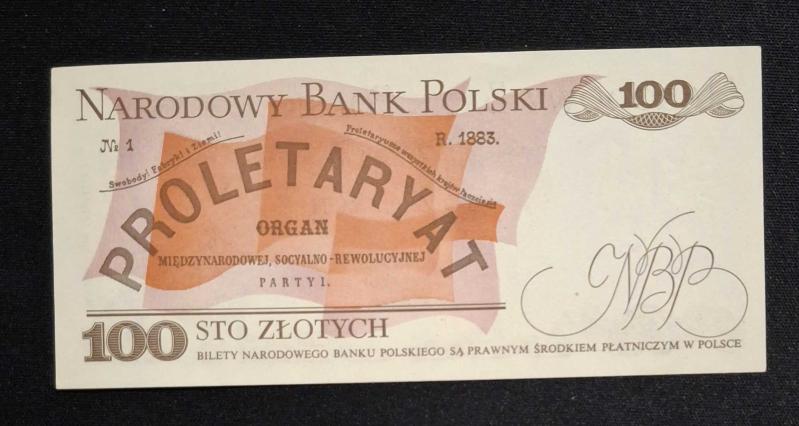 NARODOWY BANK POLSKI
100
№ 1
R. 1883.
Swobody! Fabryk i Ziemi!
Proletaryusze wszystkich krajów łączcie się
PROLETARYAT
ORGAN
MIĘDZYNARODOWEJ, SOCYALNO-REWOLUCYJNEJ
PARTYI.
NBP
100 STO ZŁOTYCH
BILETY NARODOWEGO BANKU POLSKIEGO SĄ PRAWNYM ŚRODKIEM PŁATNICZYM W POLSCE